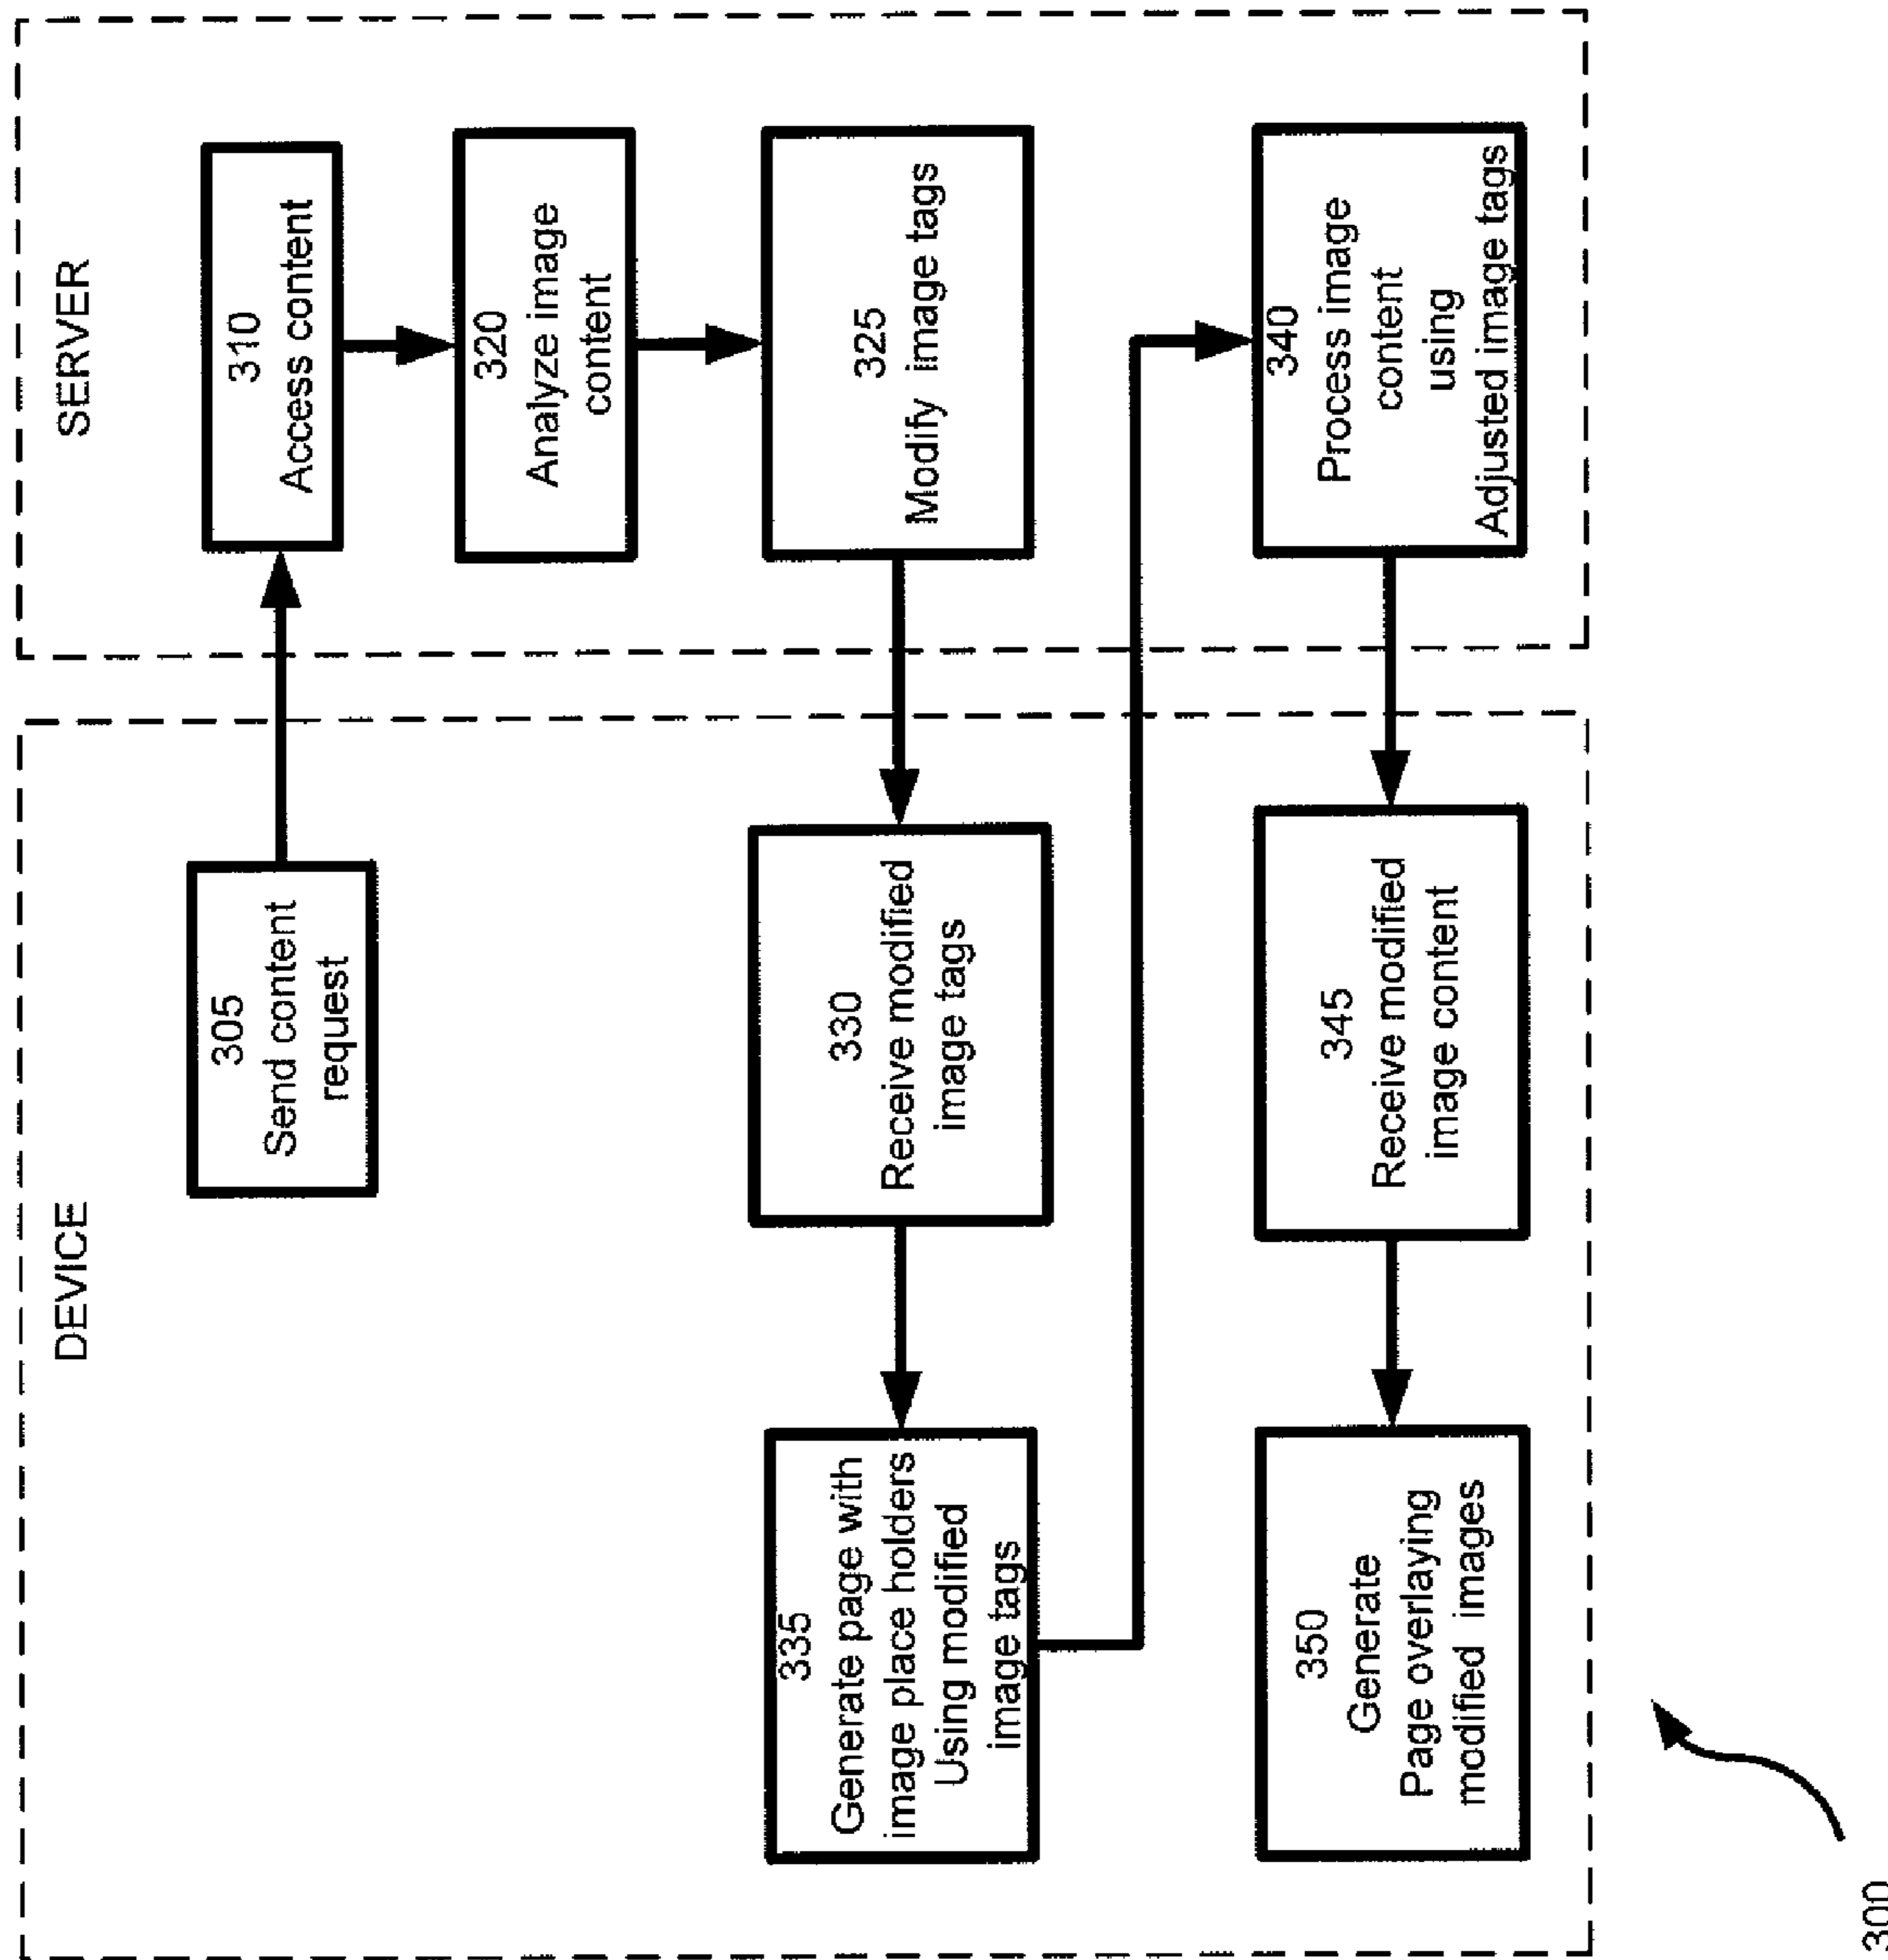 DEVICE
SERVER
305
Send content
request
310
Access content
320
Analyze image
content
325
Modify image tags
330
Receive modified
image tags
335
Generate page with
image place holders
Using modified
image tags
340
Process image
content
using
Adjusted image tags
345
Receive modified
image content
350
Generate
Page overlaying
modified images
300